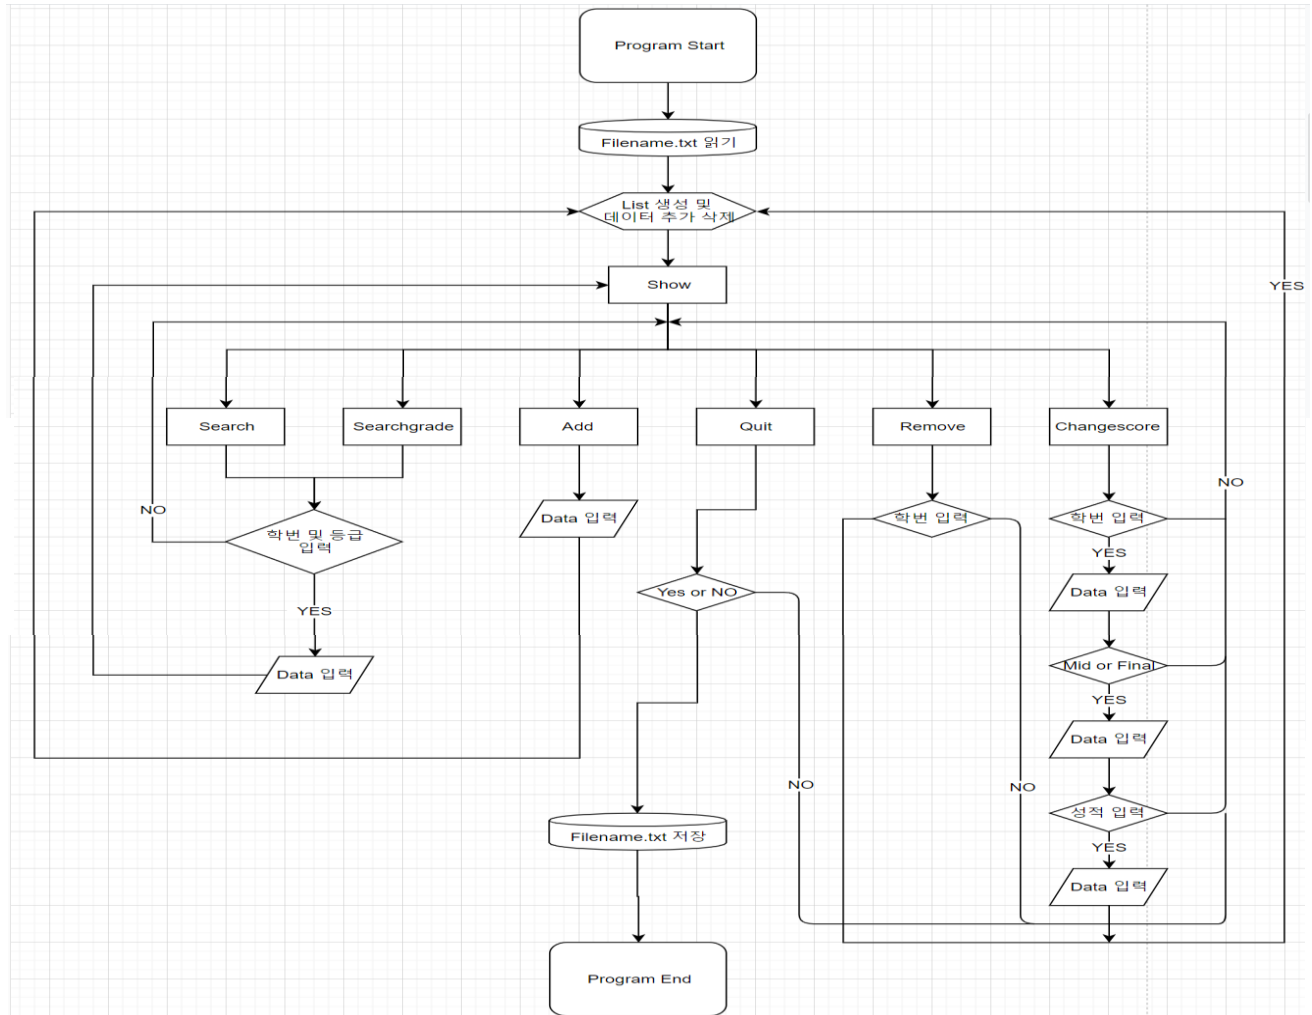 Program Start
Filename.txt 읽기
List 생성 및
데이터 추가 삭제
Show
YES
Search
Searchgrade
Add
Quit
Remove
Changescore
NO
NO
학번 및 등급
입력
Data 입력
학번 입력
학번 입력
YES
Yes or NO
Data 입력
YES
Mid or Final
Data 입력
YES
Data 입력
NO
NO
성적 입력
Filename.txt 저장
YES
Data 입력
Program End